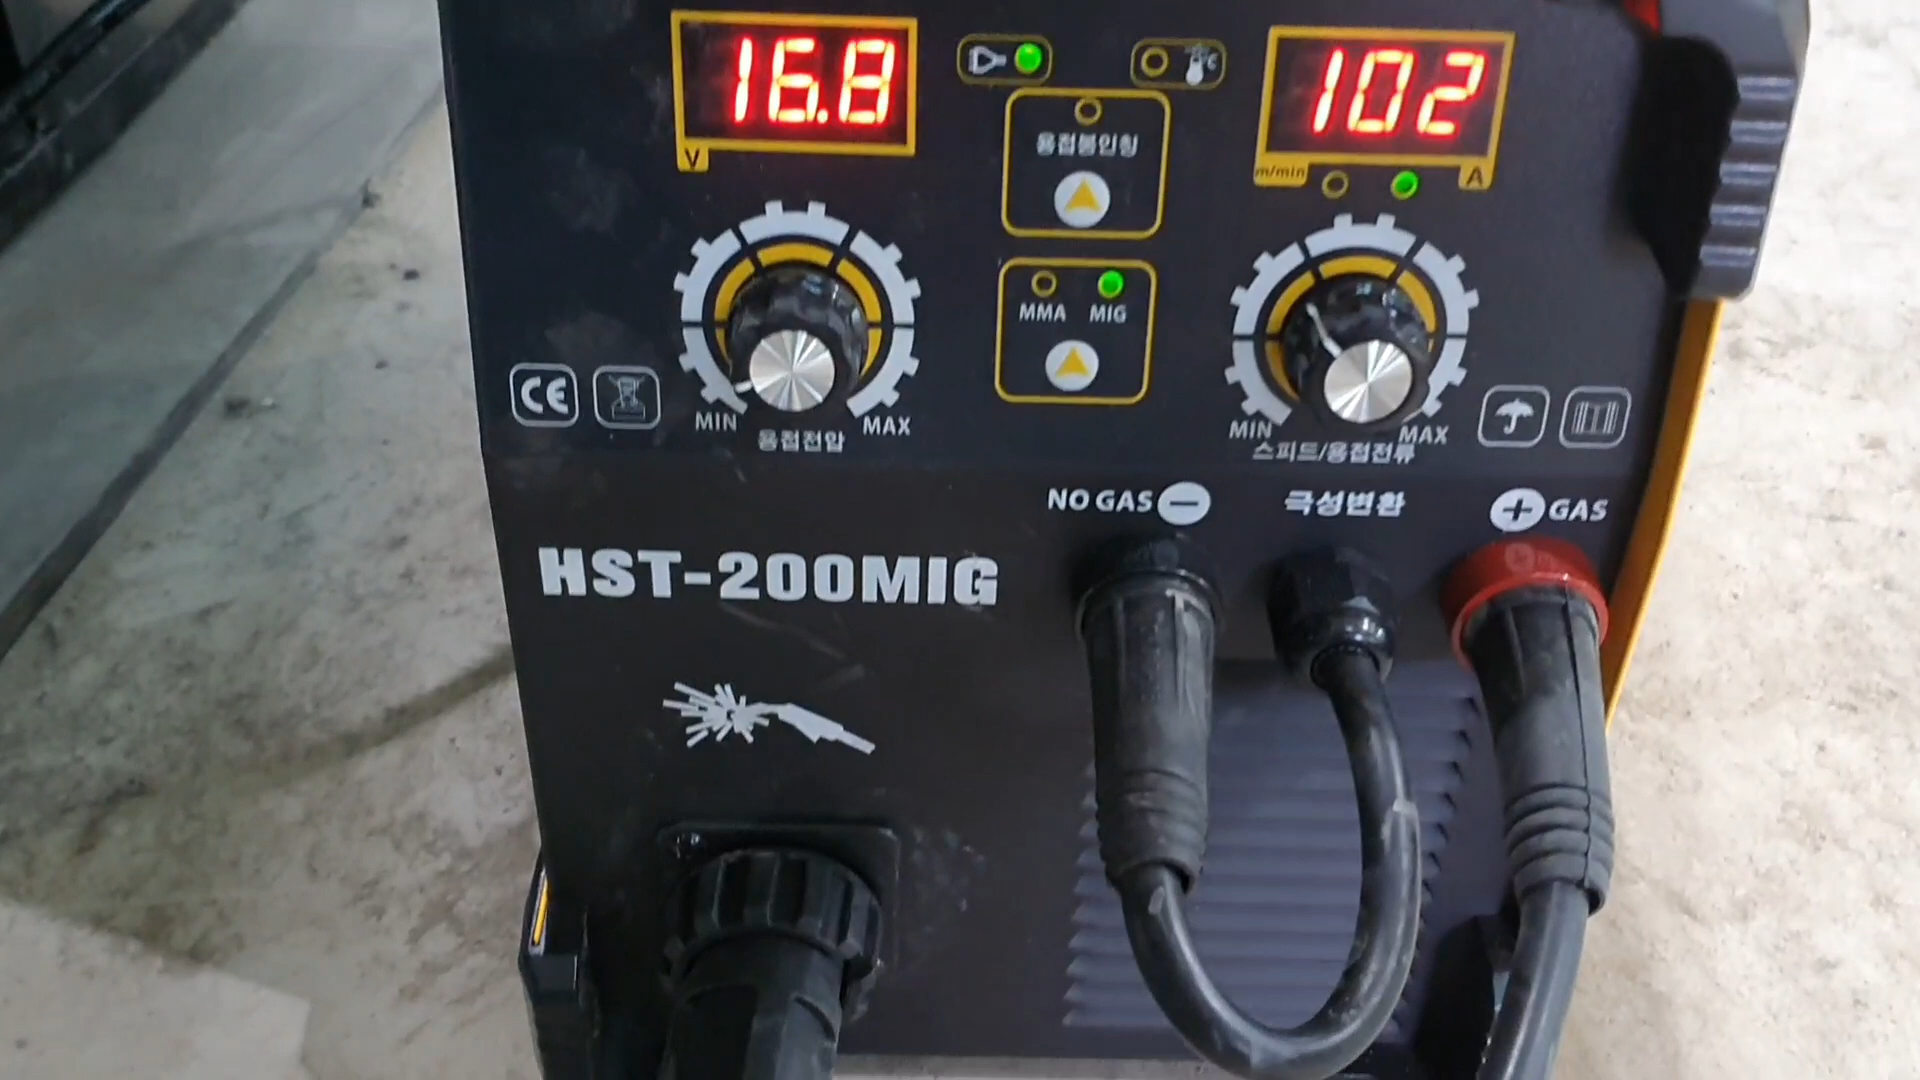 16.8
102
V
°C
m/min
A
용접봉인칭
MMA MIG
CE
MIN
MAX
용접전압
MIN
MAX
스피드/용접전류
NO GAS −
극성변환
+ GAS
HST-200MIG